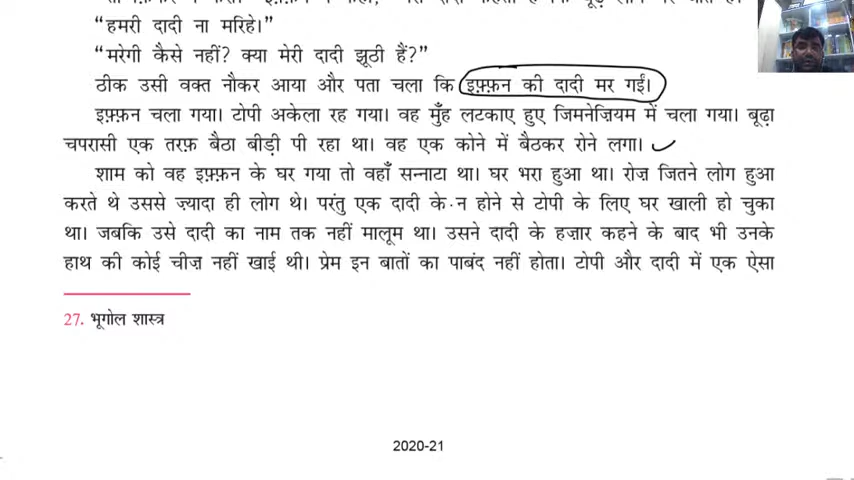 “हमरी दादी ना मरिहे।”
“मरेगी कैसे नहीं? क्या मेरी दादी झूठी हैं?”
ठीक उसी वक्त नौकर आया और पता चला कि इफ़्फ़न की दादी मर गईं।
इफ़्फ़न चला गया। टोपी अकेला रह गया। वह मुँह लटकाए हुए जिमनेज़ियम में चला गया। बूढ़ा
चपरासी एक तरफ़ बैठा बीड़ी पी रहा था। वह एक कोने में बैठकर रोने लगा।
शाम को वह इफ़्फ़न के घर गया तो वहाँ सन्नाटा था। घर भरा हुआ था। रोज़ जितने लोग हुआ
करते थे उससे ज़्यादा ही लोग थे। परंतु एक दादी के न होने से टोपी के लिए घर खाली हो चुका
था। जबकि उसे दादी का नाम तक नहीं मालूम था। उसने दादी के हज़ार कहने के बाद भी उनके
हाथ की कोई चीज़ नहीं खाई थी। प्रेम इन बातों का पाबंद नहीं होता। टोपी और दादी में एक ऐसा
27. भूगोल शास्त्र
2020-21